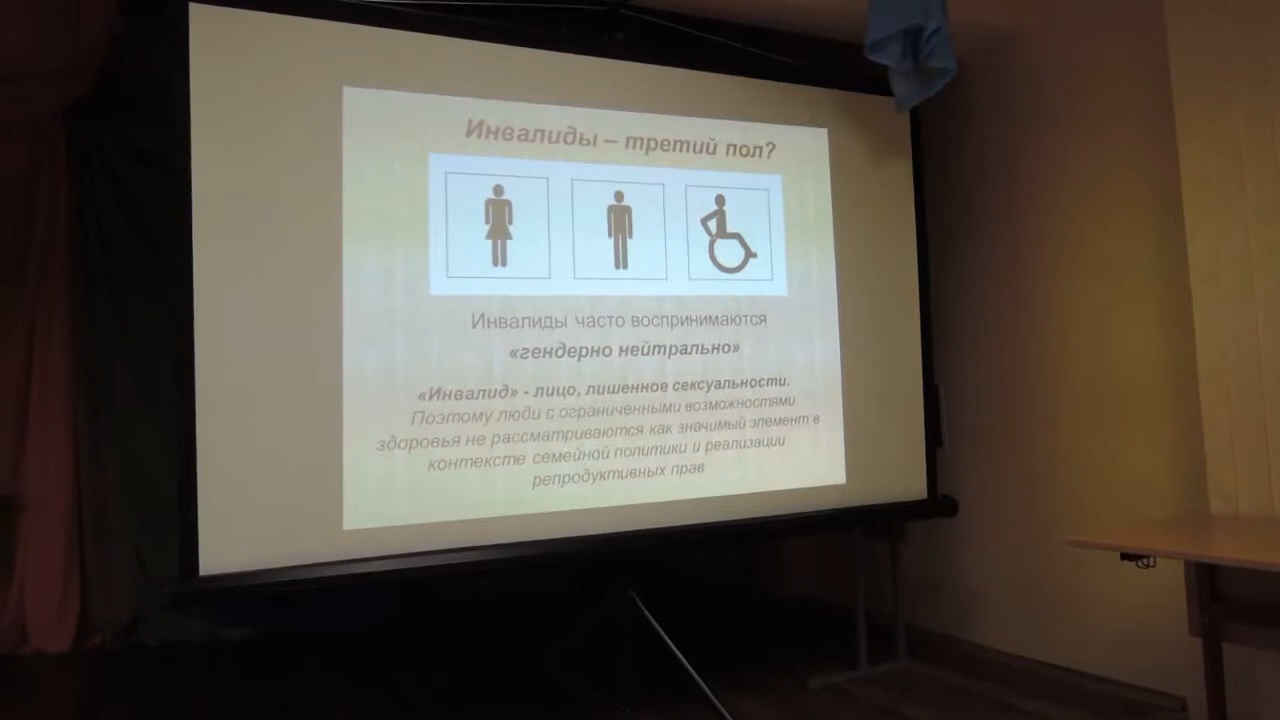 Инвалиды – третий пол?
Инвалиды часто воспринимаются
«гендерно нейтрально»
«Инвалид» - лицо, лишенное сексуальности.
Поэтому люди с ограниченными возможностями
здоровья не рассматриваются как значимый элемент в
контексте семейной политики и реализации
репродуктивных прав